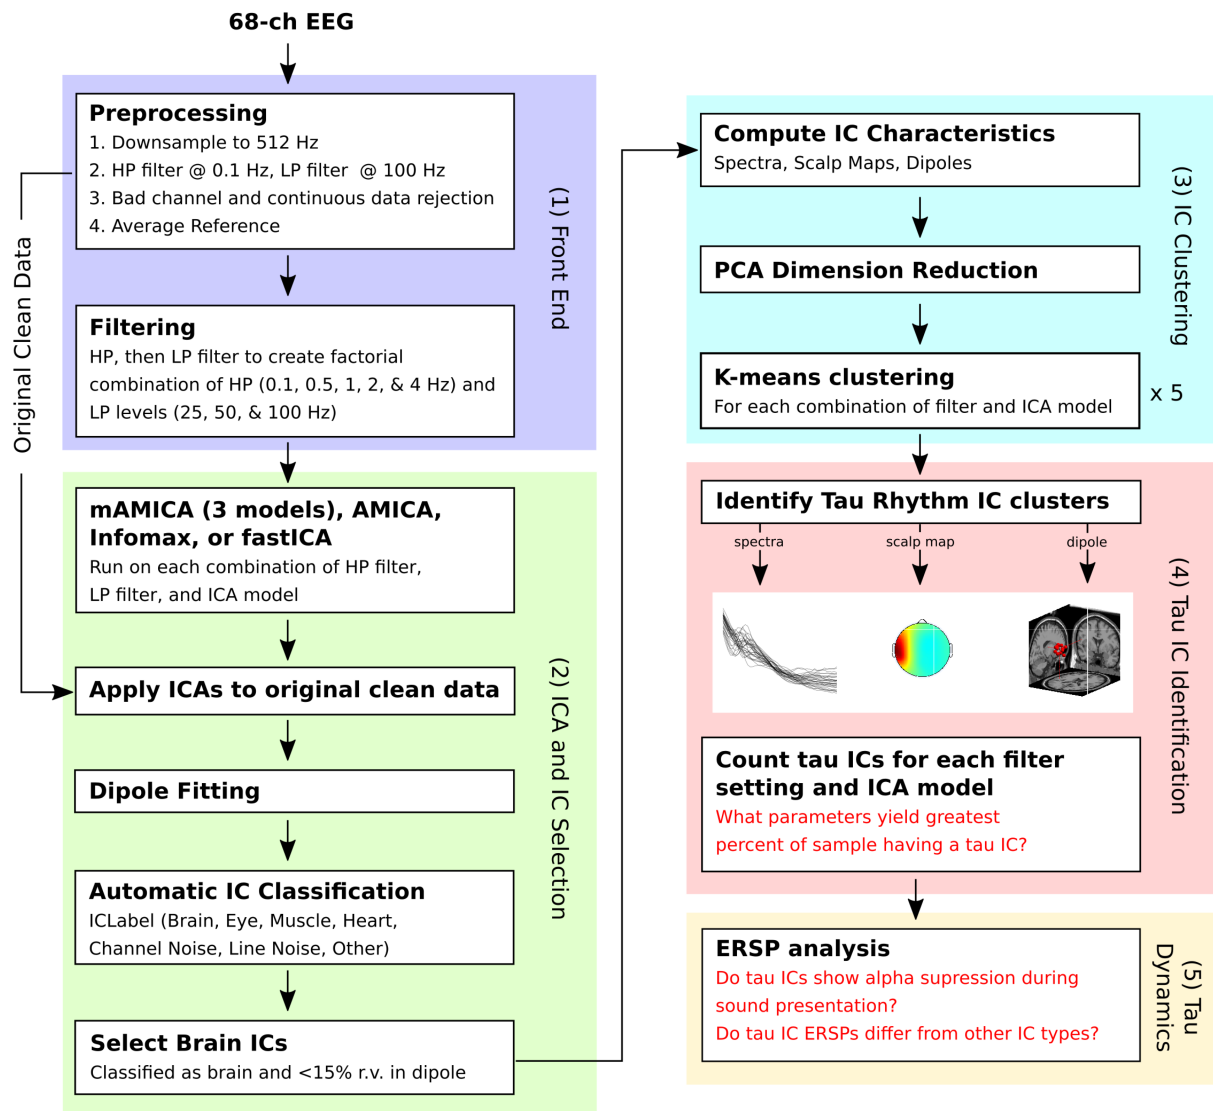 68-ch EEG
Preprocessing
1. Downsample to 512 Hz
2. HP filter @ 0.1 Hz, LP filter @ 100 Hz
3. Bad channel and continuous data rejection
4. Average Reference
Filtering
HP, then LP filter to create factorial
combination of HP (0.1, 0.5, 1, 2, & 4 Hz) and
LP levels (25, 50, & 100 Hz)
(1) Front End
Original Clean Data
mAMICA (3 models), AMICA,
Infomax, or fastICA
Run on each combination of HP filter,
LP filter, and ICA model
Apply ICAs to original clean data
Dipole Fitting
Automatic IC Classification
ICLabel (Brain, Eye, Muscle, Heart,
Channel Noise, Line Noise, Other)
Select Brain ICs
Classified as brain and <15% r.v. in dipole
(2) ICA and IC Selection
Compute IC Characteristics
Spectra, Scalp Maps, Dipoles
PCA Dimension Reduction
K-means clustering
For each combination of filter and ICA model
x 5
(3) IC Clustering
Identify Tau Rhythm IC clusters
spectra
scalp map
dipole
Count tau ICs for each filter
setting and ICA model
What parameters yield greatest
percent of sample having a tau IC?
(4) Tau IC Identification
ERSP analysis
Do tau ICs show alpha supression during
sound presentation?
Do tau IC ERSPs differ from other IC types?
(5) Tau
Dynamics